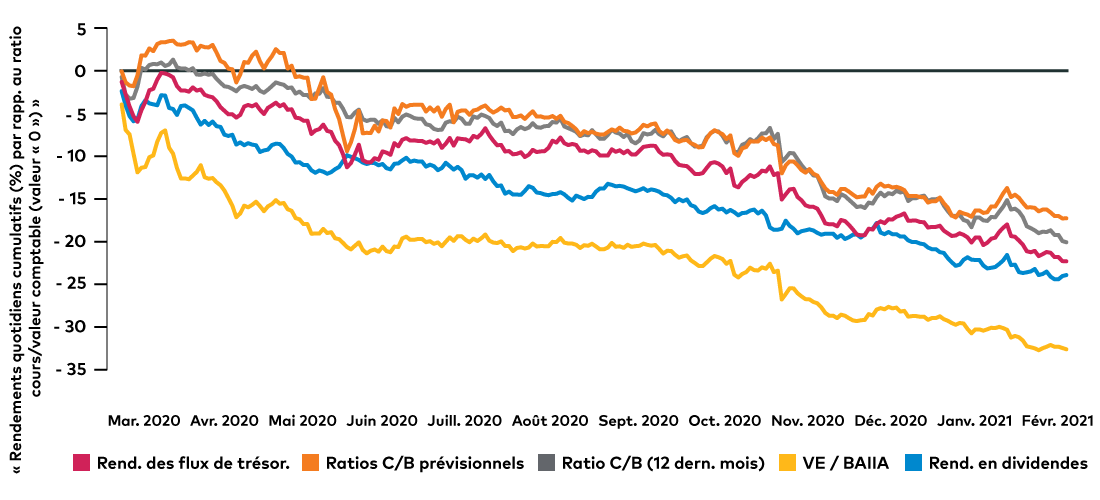 « Rendements quotidiens cumulatifs (%) par rapp. au ratio
cours/valeur comptable (valeur « 0 ») »
5
0
- 5
- 10
- 15
- 20
- 25
- 30
- 35
Mar. 2020 Avr. 2020 Mai 2020 Juin 2020 Juill. 2020 Août 2020 Sept. 2020 Oct. 2020 Nov. 2020 Déc. 2020 Janv. 2021 Févr. 2021
Rend. des flux de trésor. Ratios C/B prévisionnels Ratio C/B (12 dern. mois) VE / BAIIA Rend. en dividendes